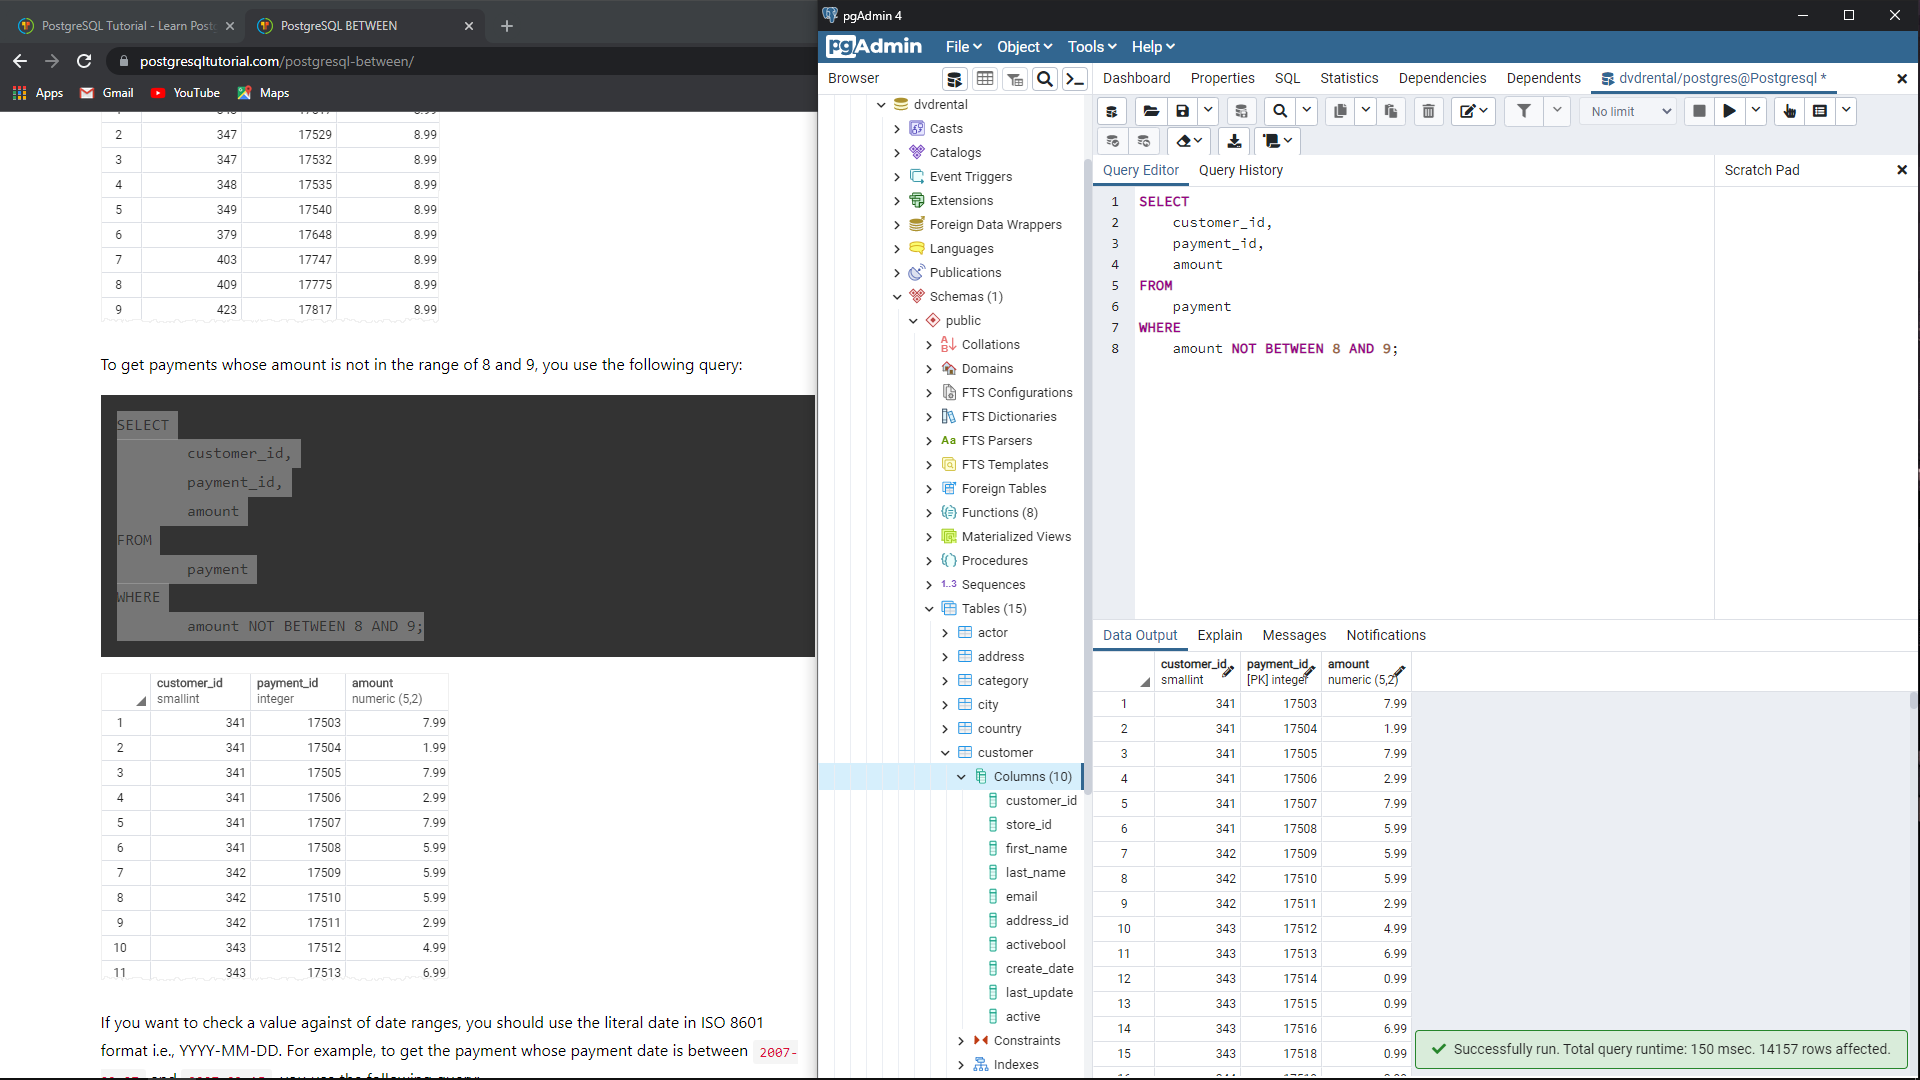 PostgreSQL Tutorial - Learn Post
PostgreSQL BETWEEN
postgresqltutorial.com/postgresql-between/
Apps
Gmail
YouTube
Maps
2 347 17529 8.99
3 347 17532 8.99
4 348 17535 8.99
5 349 17540 8.99
6 379 17648 8.99
7 403 17747 8.99
8 409 17775 8.99
9 423 17817 8.99
To get payments whose amount is not in the range of 8 and 9, you use the following query:
SELECT
customer_id,
payment_id,
amount
FROM
payment
WHERE
amount NOT BETWEEN 8 AND 9;
customer_id payment_id amount
smallint integer numeric (5,2)
1 341 17503 7.99
2 341 17504 1.99
3 341 17505 7.99
4 341 17506 2.99
5 341 17507 7.99
6 341 17508 5.99
7 342 17509 5.99
8 342 17510 5.99
9 342 17511 2.99
10 343 17512 4.99
11 343 17513 6.99
If you want to check a value against of date ranges, you should use the literal date in ISO 8601
format i.e., YYYY-MM-DD. For example, to get the payment whose payment date is between 2007-
pgAdmin 4
pgAdmin
File Object Tools Help
Browser
Dashboard Properties SQL Statistics Dependencies Dependents dvdrental/postgres@Postgresql *
No limit
dvdrental
Casts
Catalogs
Event Triggers
Extensions
Foreign Data Wrappers
Languages
Publications
Schemas (1)
public
Collations
Domains
FTS Configurations
FTS Dictionaries
Aa FTS Parsers
FTS Templates
Foreign Tables
Functions (8)
Materialized Views
Procedures
1..3 Sequences
Tables (15)
actor
address
category
city
country
customer
Columns (10)
customer_id
store_id
first_name
last_name
email
address_id
activebool
create_date
last_update
active
Constraints
Indexes
Query Editor Query History
Scratch Pad
1 SELECT
2 customer_id,
3 payment_id,
4 amount
5 FROM
6 payment
7 WHERE
8 amount NOT BETWEEN 8 AND 9;
Data Output Explain Messages Notifications
customer_id payment_id amount
smallint [PK] integer numeric (5,2)
1 341 17503 7.99
2 341 17504 1.99
3 341 17505 7.99
4 341 17506 2.99
5 341 17507 7.99
6 341 17508 5.99
7 342 17509 5.99
8 342 17510 5.99
9 342 17511 2.99
10 343 17512 4.99
11 343 17513 6.99
12 343 17514 0.99
13 343 17515 0.99
14 343 17516 6.99
15 343 17518 0.99
Successfully run. Total query runtime: 150 msec. 14157 rows affected.